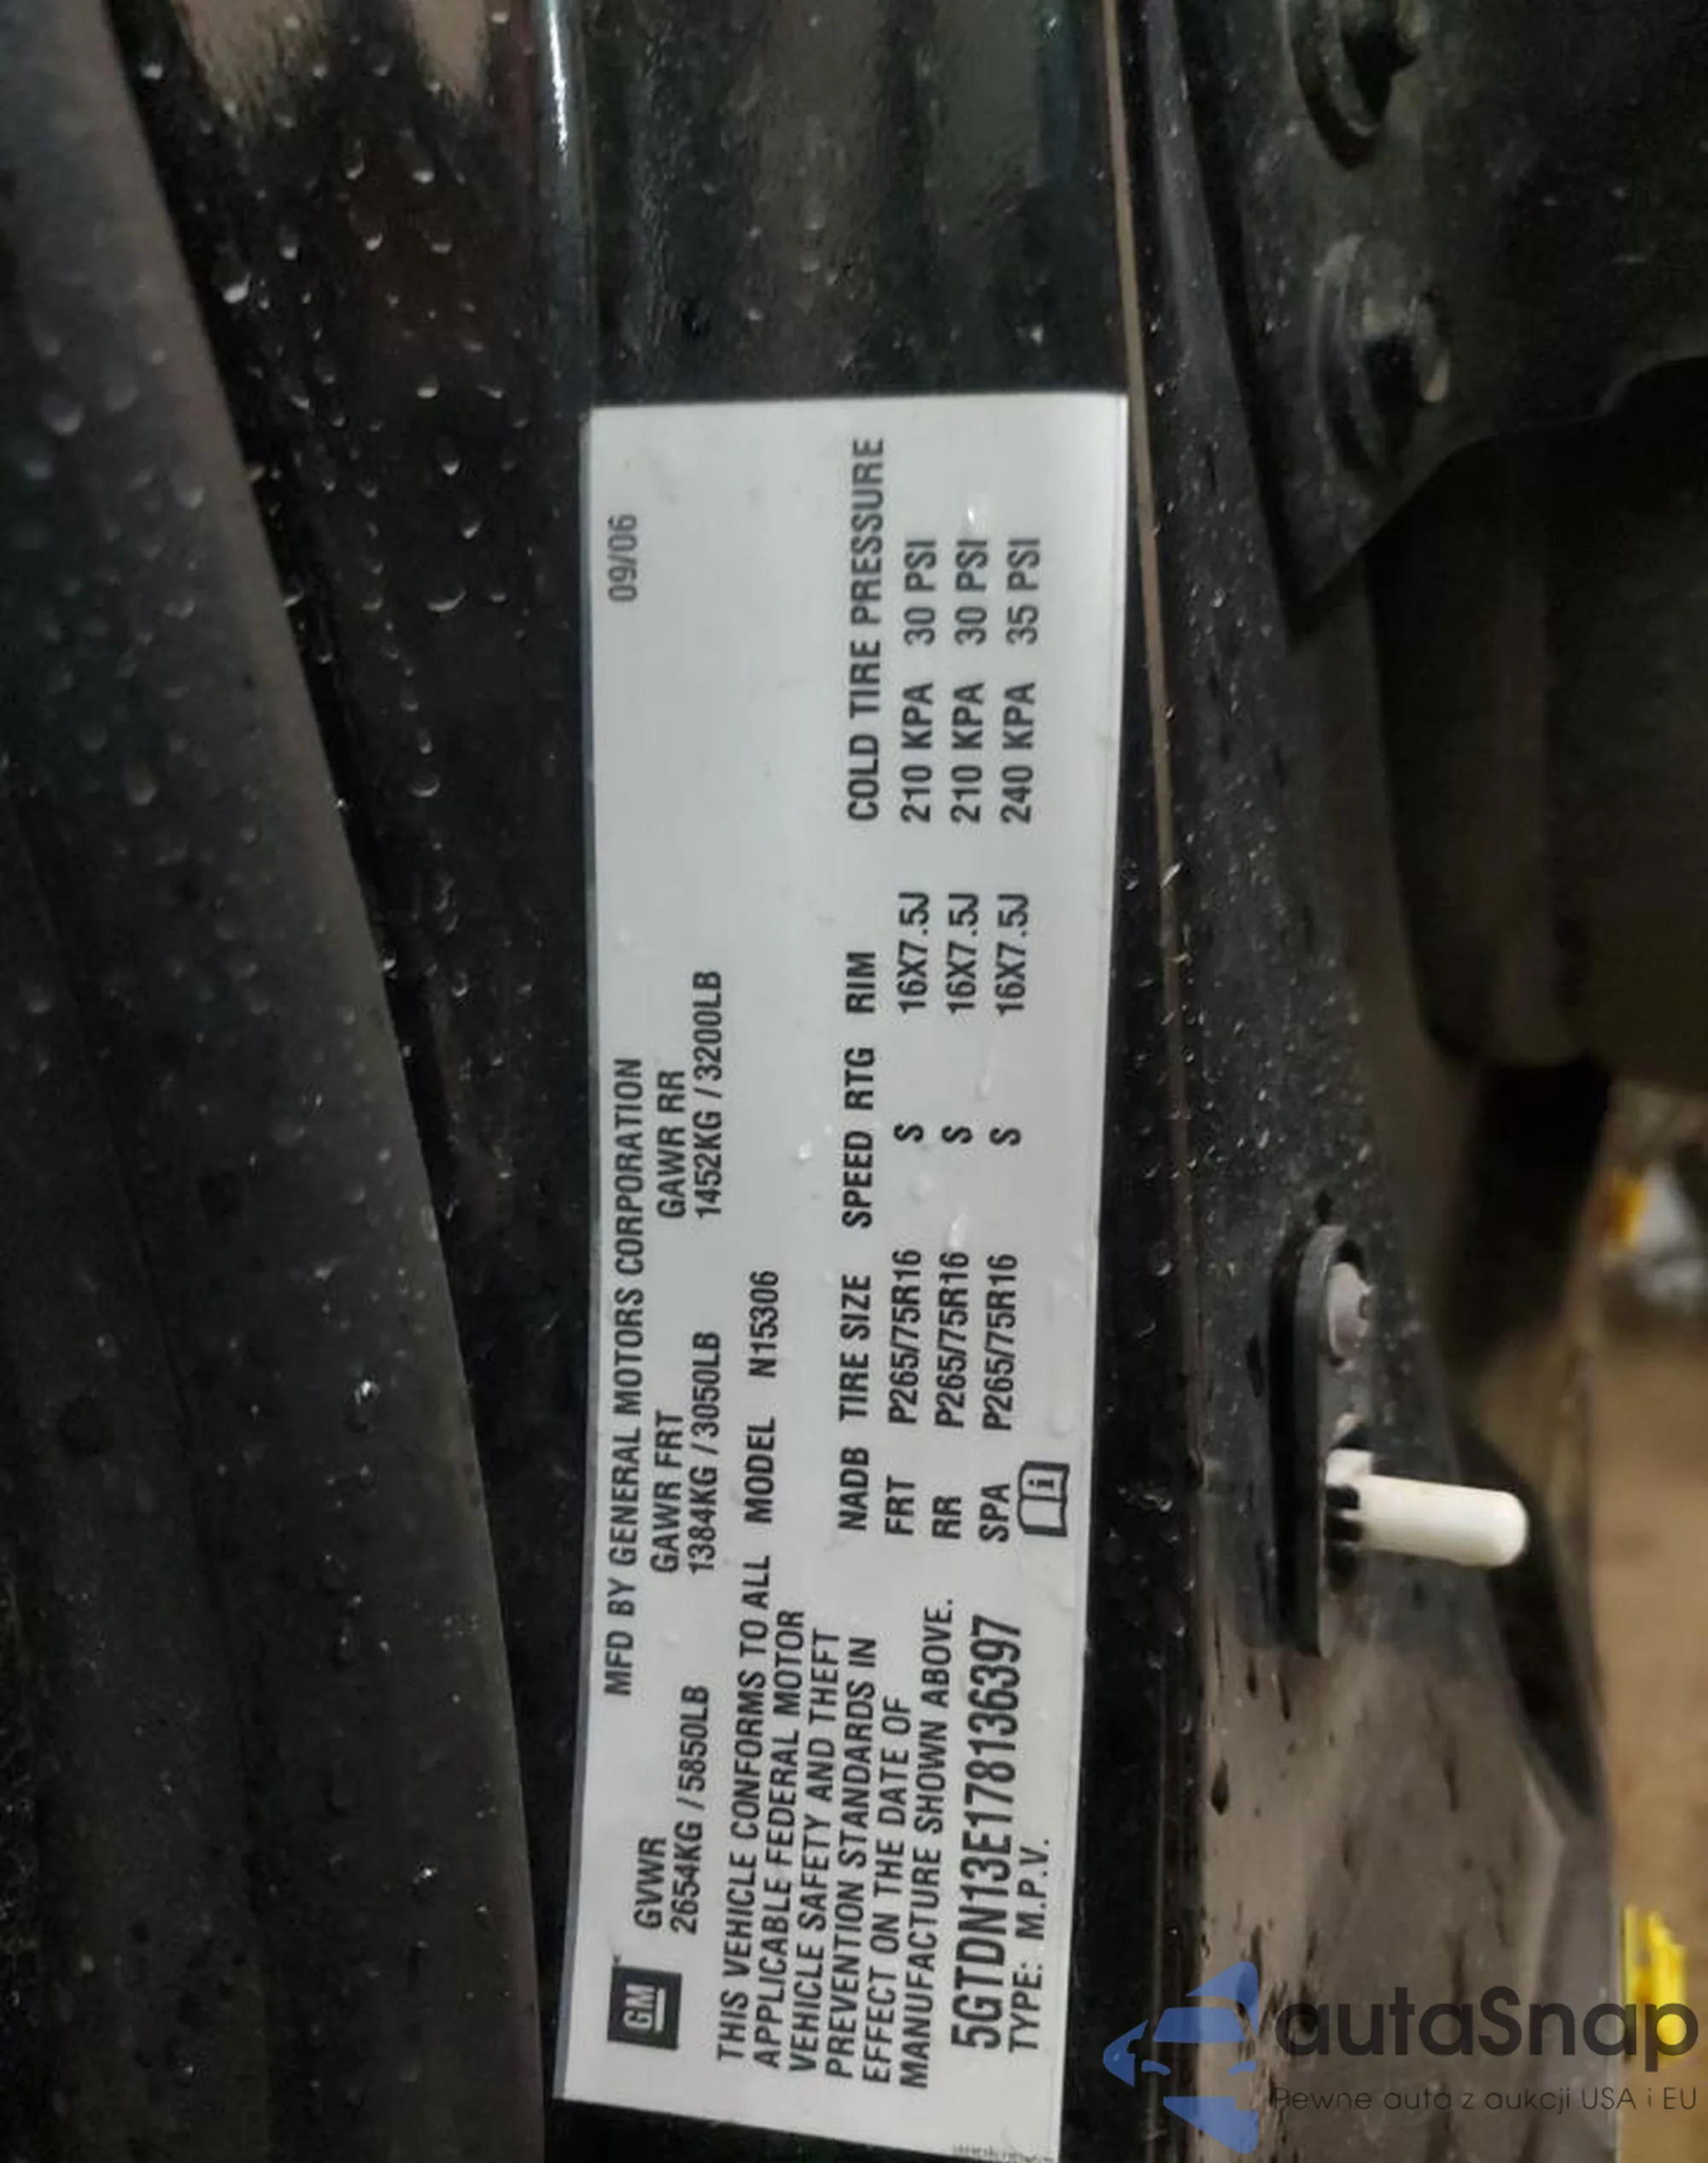 MFD BY GENERAL MOTORS CORPORATION 09/06
GM
GVWR GAWR FRT GAWR RR
2654KG / 5850LB 1384KG / 3050LB 1452KG / 3200LB
THIS VEHICLE CONFORMS TO ALL MODEL N15306
APPLICABLE FEDERAL MOTOR
VEHICLE SAFETY AND THEFT
PREVENTION STANDARDS IN
EFFECT ON THE DATE OF
MANUFACTURE SHOWN ABOVE.
NADB TIRE SIZE SPEED RTG RIM COLD TIRE PRESSURE
FRT P265/75R16 S 16X7.5J 210 KPA 30 PSI
RR P265/75R16 S 16X7.5J 210 KPA 30 PSI
SPA P265/75R16 S 16X7.5J 240 KPA 35 PSI
5GTDN13E178136397
TYPE: M.P.V.
i
autaSnap
Pewne auta z aukcji USA i EU